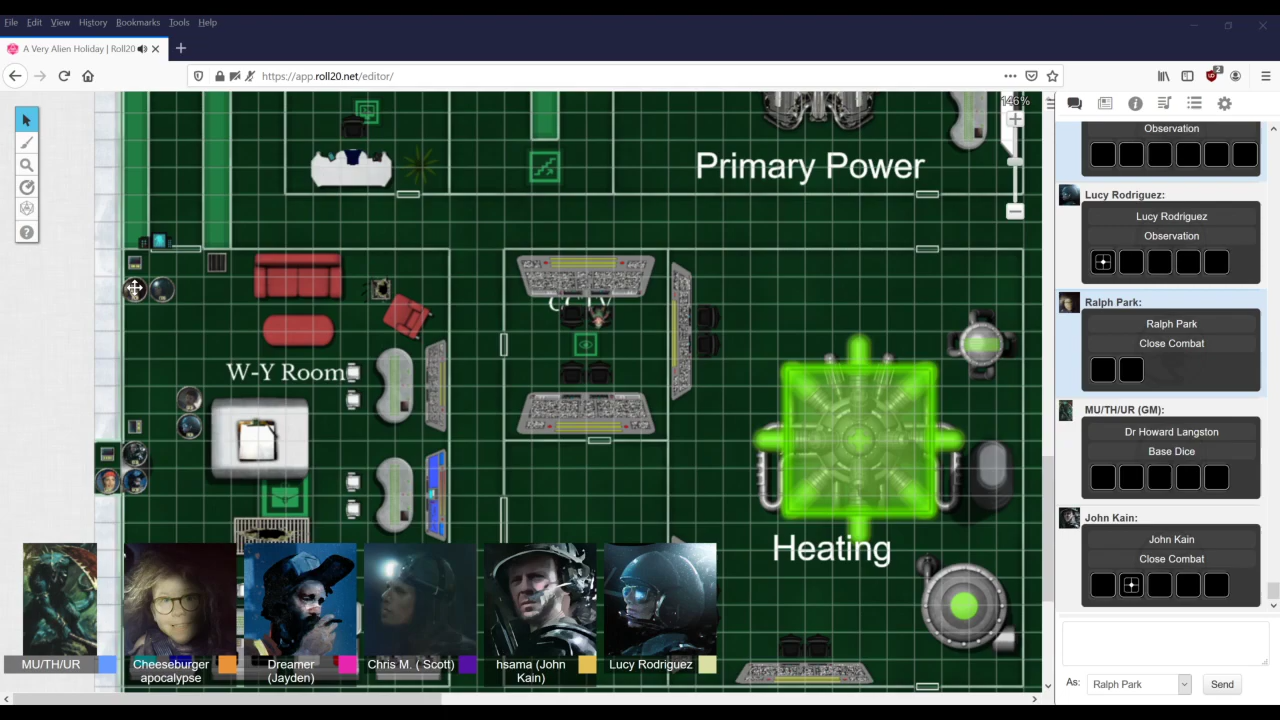 File Edit View History Bookmarks Tools Help
A Very Alien Holiday | Roll20
https://app.roll20.net/editor/
2
146%
Primary Power
W-Y Room
Heating
MU/TH/UR
Cheeseburger
apocalypse
Dreamer
(Jayden)
Chris M. ( Scott)
hsama (John
Kain)
Lucy Rodriguez
Observation
Lucy Rodriguez:
Lucy Rodriguez
Observation
Ralph Park:
Ralph Park
Close Combat
MU/TH/UR (GM):
Dr Howard Langston
Base Dice
John Kain:
John Kain
Close Combat
As:
Ralph Park
Send